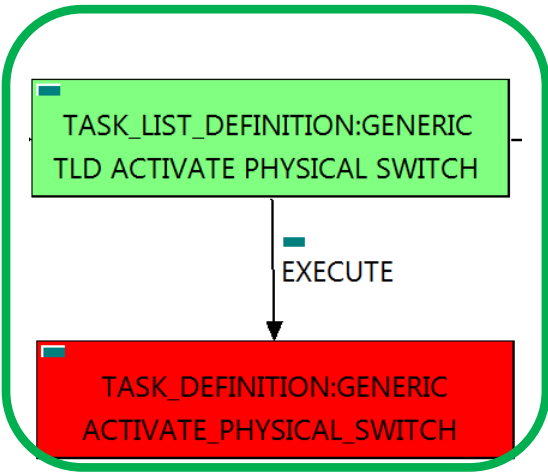 TASK_LIST_DEFINITION:GENERIC
TLD ACTIVATE PHYSICAL SWITCH
EXECUTE
TASK_DEFINITION:GENERIC
ACTIVATE_PHYSICAL_SWITCH